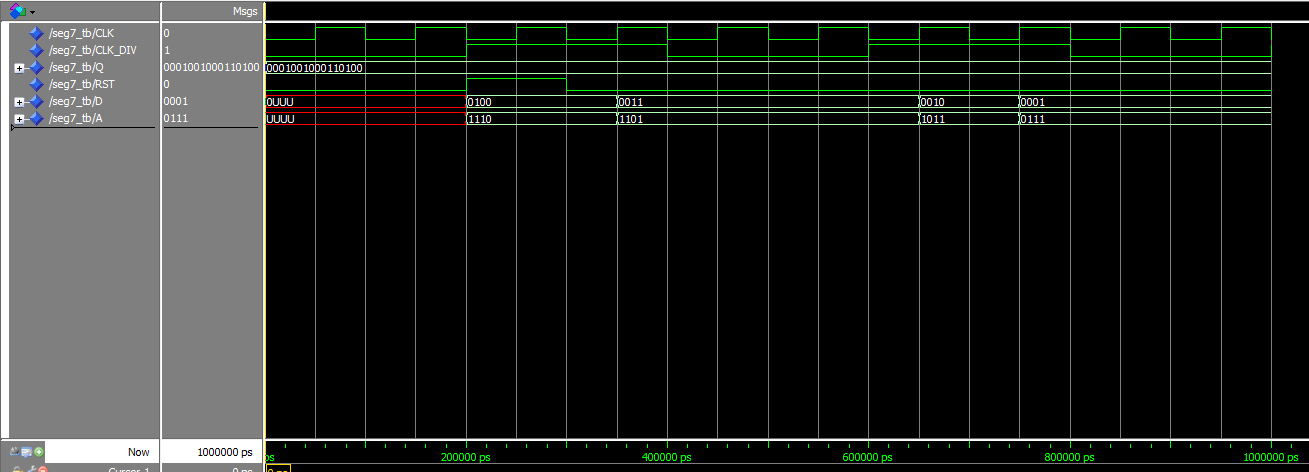 Msgs
/seg7_tb/CLK 0
/seg7_tb/CLK_DIV 1
/seg7_tb/Q 0001001000110100 0001001000110100
/seg7_tb/RST 0
/seg7_tb/D 0001 0UUU 0100 0011 0010 0001
/seg7_tb/A 0111 UUUU 1110 1101 1011 0111
Now 1000000 ps ps 200000 ps 400000 ps 600000 ps 800000 ps 1000000 ps
Cursor 1 0 ps 0 ps